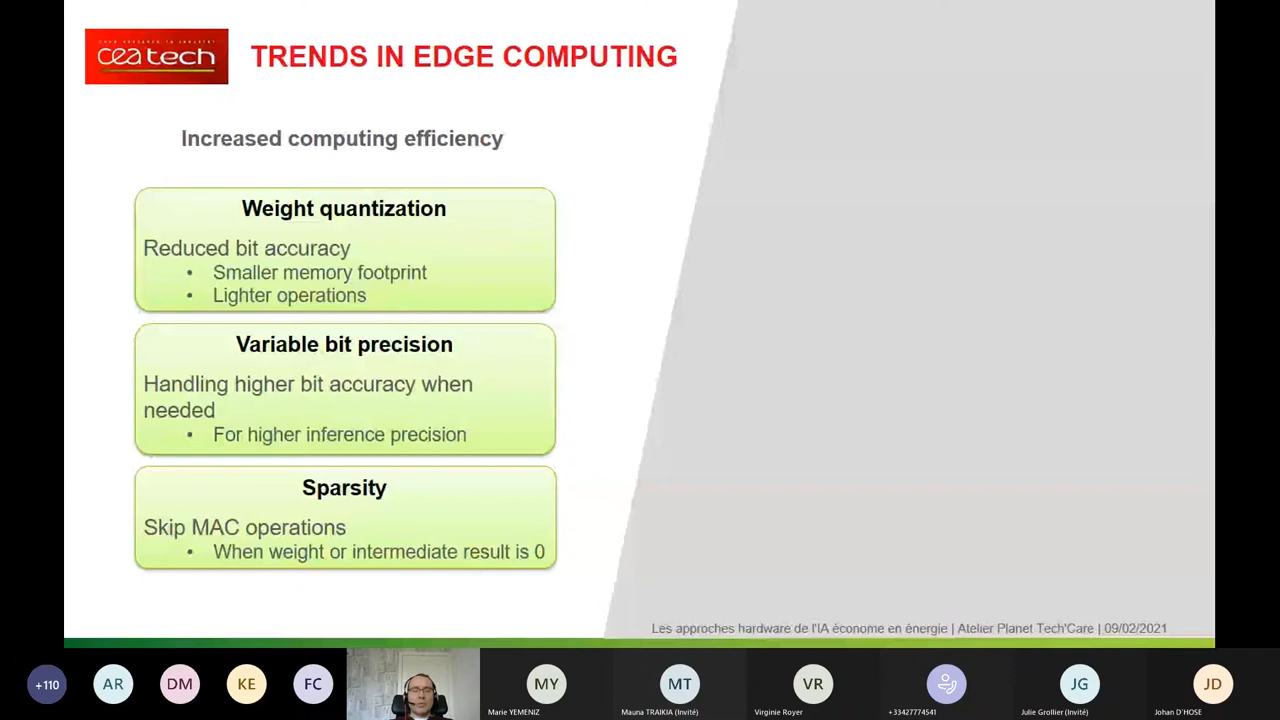 cea tech
TRENDS IN EDGE COMPUTING
Increased computing efficiency
Weight quantization
Reduced bit accuracy
• Smaller memory footprint
• Lighter operations
Variable bit precision
Handling higher bit accuracy when
needed
• For higher inference precision
Sparsity
Skip MAC operations
• When weight or intermediate result is 0
Les approches hardware de l'IA économe en énergie | Atelier Planet Tech'Care | 09/02/2021
+110
AR
DM
KE
FC
MY
MT
VR
JG
JD
Marie YEMENIZ
Mauna TRAIKIA (Invité)
Virginie Royer
+33427774541
Julie Grollier (Invité)
Johan D'HOSE